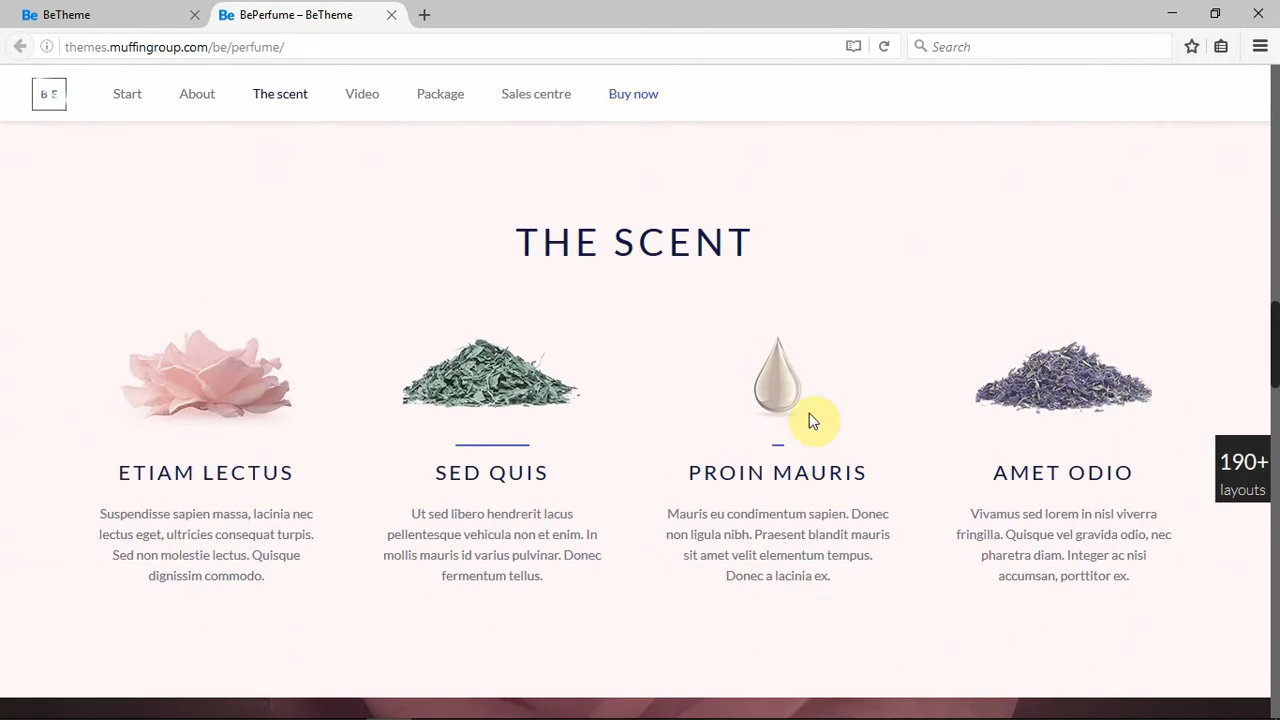 BeTheme
BePerfume – BeTheme
themes.muffingroup.com/be/perfume/
Search
B E
Start
About
The scent
Video
Package
Sales centre
Buy now
THE SCENT
ETIAM LECTUS
Suspendisse sapien massa, lacinia nec
lectus eget, ultricies consequat turpis.
Sed non molestie lectus. Quisque
dignissim commodo.
SED QUIS
Ut sed libero hendrerit lacus
pellentesque vehicula non et enim. In
mollis mauris id varius pulvinar. Donec
fermentum tellus.
PROIN MAURIS
Mauris eu condimentum sapien. Donec
non ligula nibh. Praesent blandit mauris
sit amet velit elementum tempus.
Donec a lacinia ex.
AMET ODIO
Vivamus sed lorem in nisl viverra
fringilla. Quisque vel gravida odio, nec
pharetra diam. Integer ac nisi
accumsan, porttitor ex.
190+
layouts